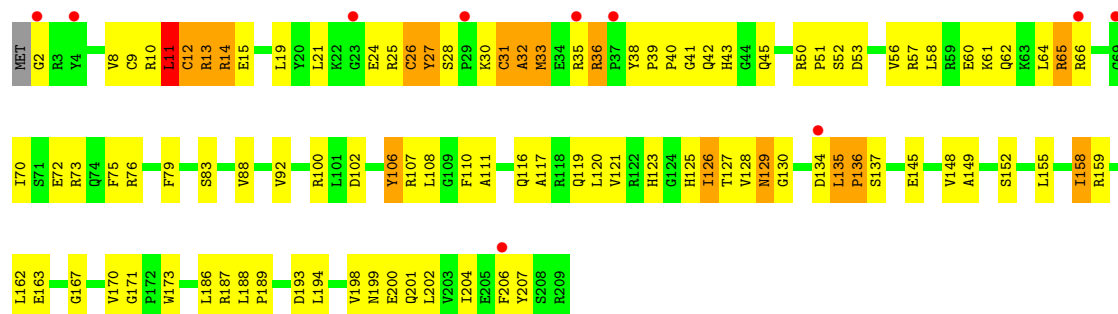 MET G2 R3 Y4 V8 C9 R10 L11 C12 R13 R14 E15 L19 Y20 L21 K22 G23 E24 R25 C26 Y27 S28 P29 K30 C31 A32 M33 E34 R35 R36 P37 Y38 P39 P40 G41 Q42 H43 G44 Q45 R50 P51 S52 D53 V56 R57 L58 R59 E60 K61 Q62 K63 L64 R65 R66 G69
I70 S71 E72 R73 Q74 F75 R76 F79 S83 V88 V92 R100 L101 D102 Y106 R107 L108 G109 F110 A111 Q116 A117 R118 Q119 L120 V121 R122 H123 G124 H125 I126 T127 V128 N129 G130 D134 L135 P136 S137 E145 V148 A149 S152 L155 I158 R159
L162 E163 G167 V170 G171 P172 W173 L186 R187 L188 P189 D193 L194 V198 N199 E200 Q201 L202 V203 I204 E205 F206 Y207 S208 R209